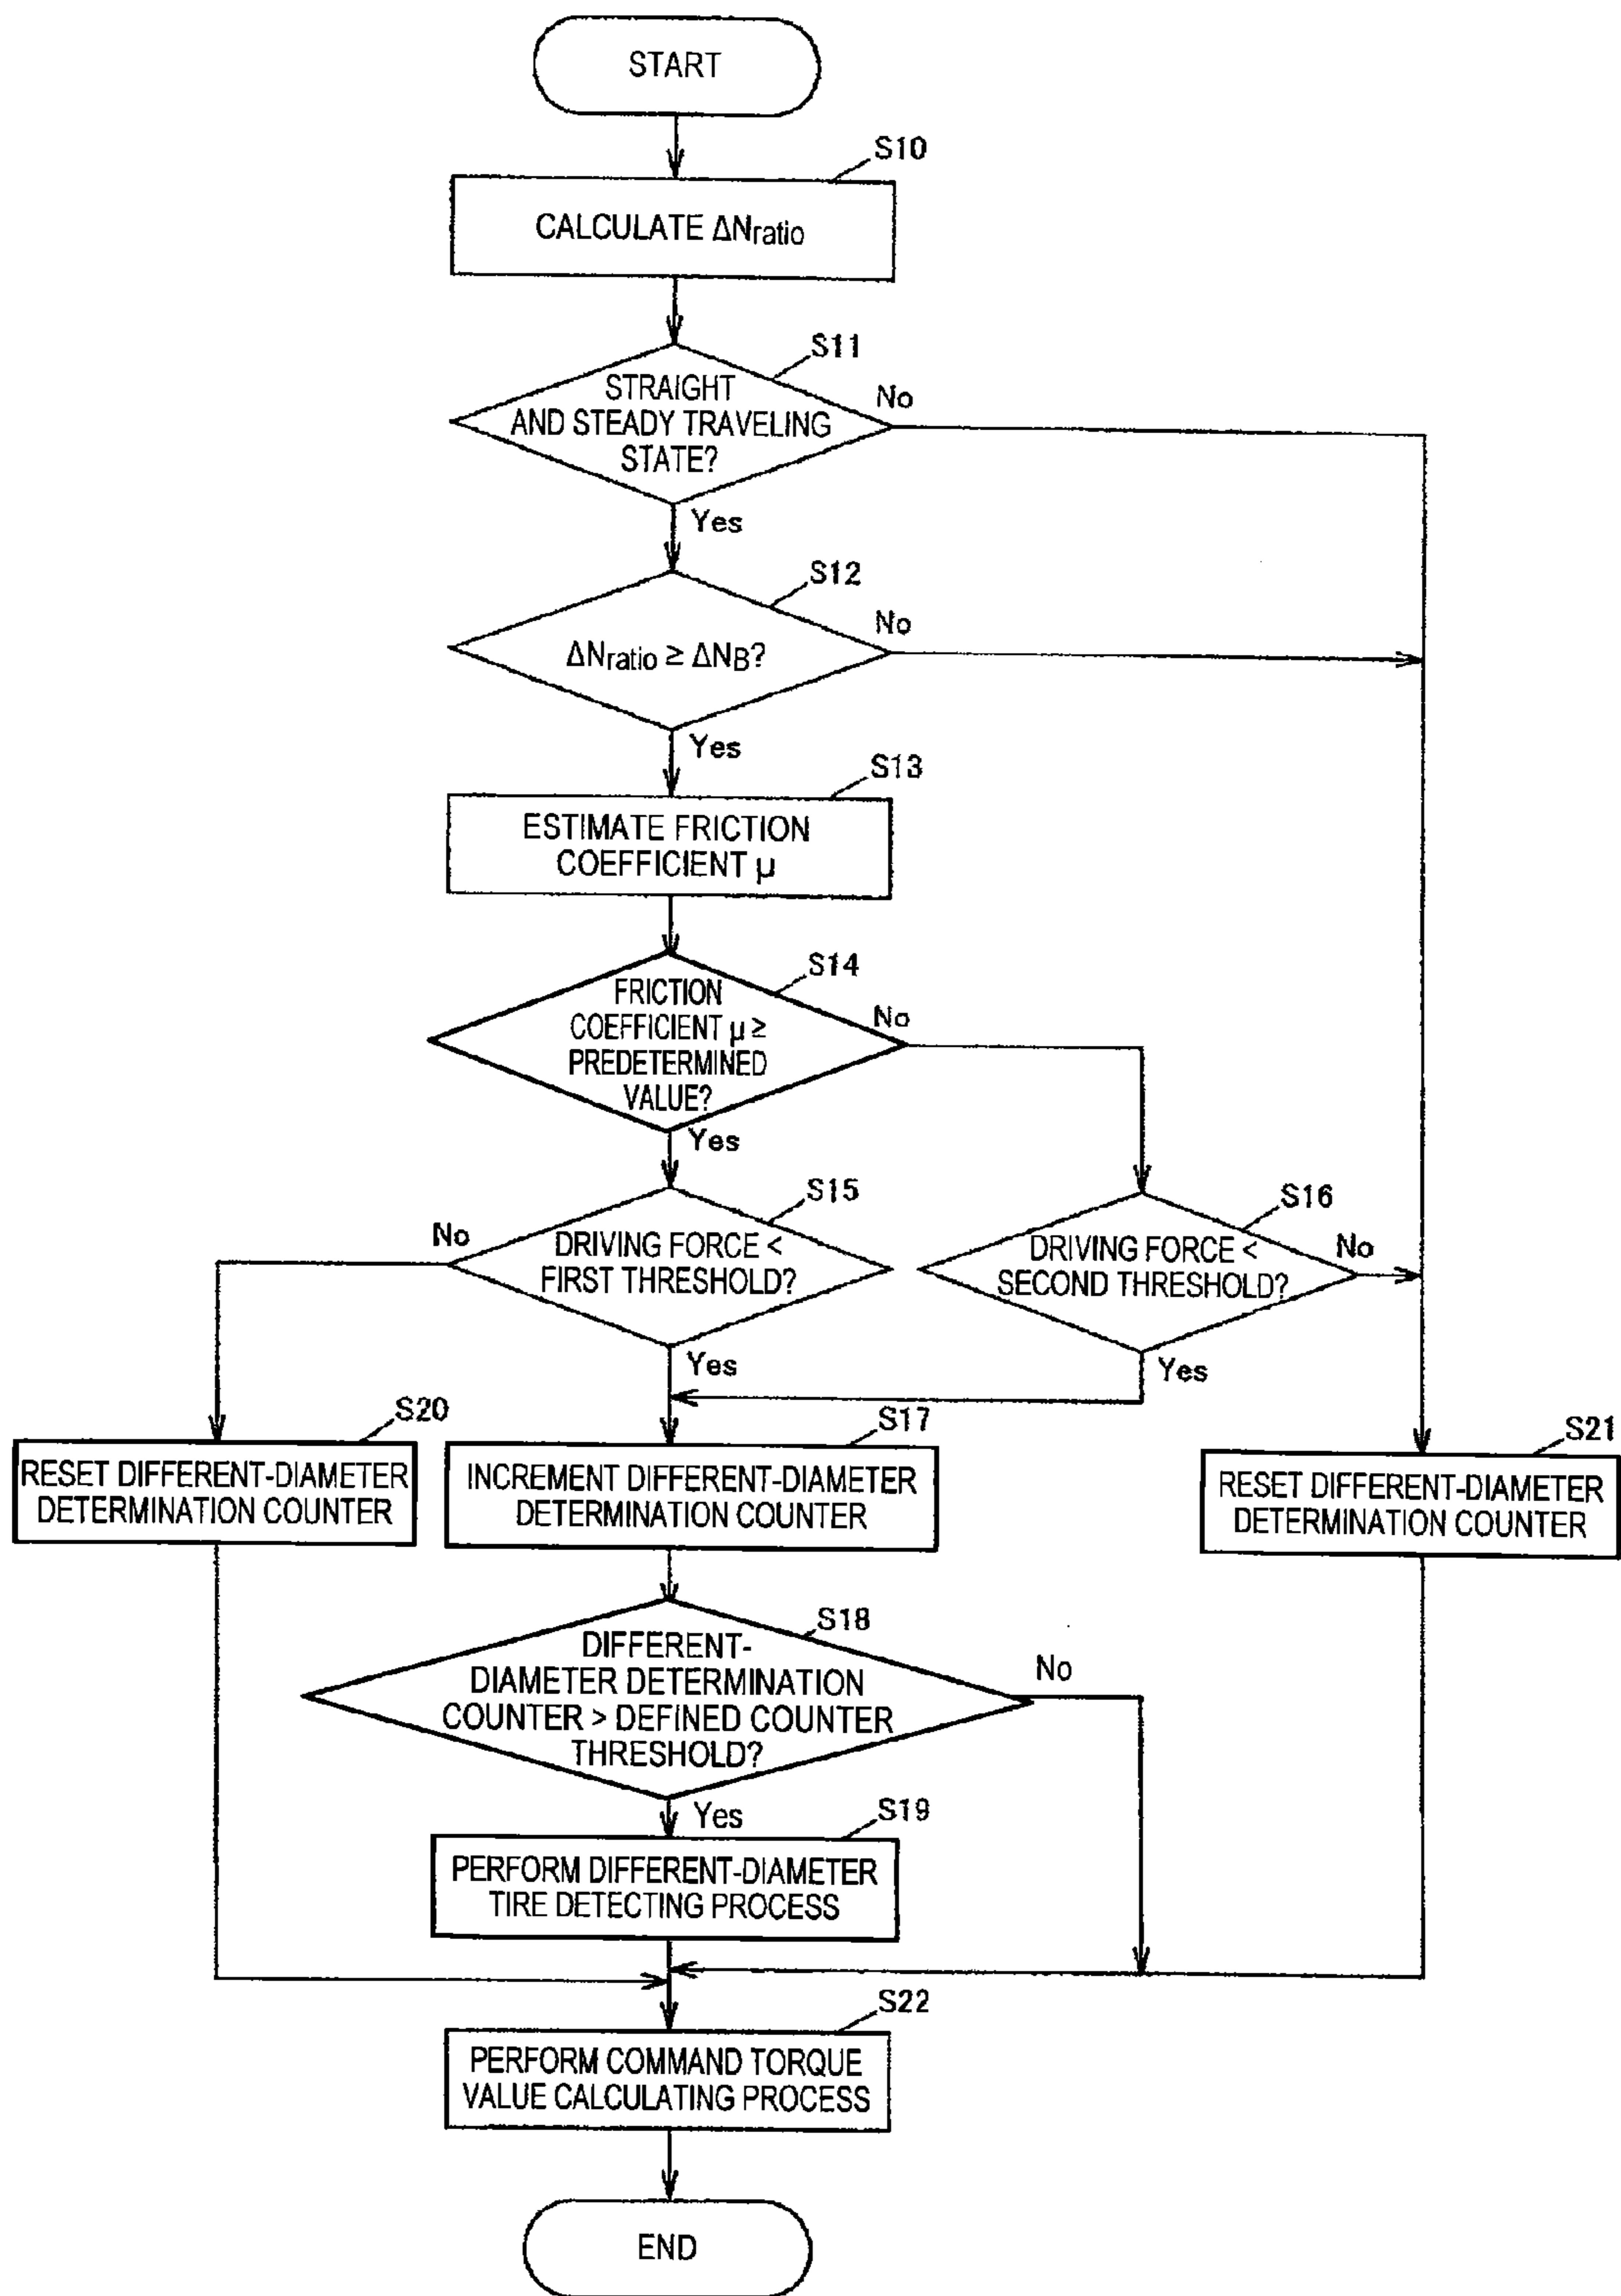 START
S10
CALCULATE ΔNratio
S11
STRAIGHT
AND STEADY TRAVELING
STATE?
No
Yes
S12
ΔNratio ≥ ΔNB?
No
Yes
S13
ESTIMATE FRICTION
COEFFICIENT μ
S14
FRICTION
COEFFICIENT μ ≥
PREDETERMINED
VALUE?
No
Yes
S15
DRIVING FORCE <
FIRST THRESHOLD?
No
Yes
S16
DRIVING FORCE <
SECOND THRESHOLD?
No
Yes
S20
RESET DIFFERENT-DIAMETER
DETERMINATION COUNTER
S17
INCREMENT DIFFERENT-DIAMETER
DETERMINATION COUNTER
S21
RESET DIFFERENT-DIAMETER
DETERMINATION COUNTER
S18
DIFFERENT-
DIAMETER DETERMINATION
COUNTER > DEFINED COUNTER
THRESHOLD?
No
Yes
S19
PERFORM DIFFERENT-DIAMETER
TIRE DETECTING PROCESS
S22
PERFORM COMMAND TORQUE
VALUE CALCULATING PROCESS
END